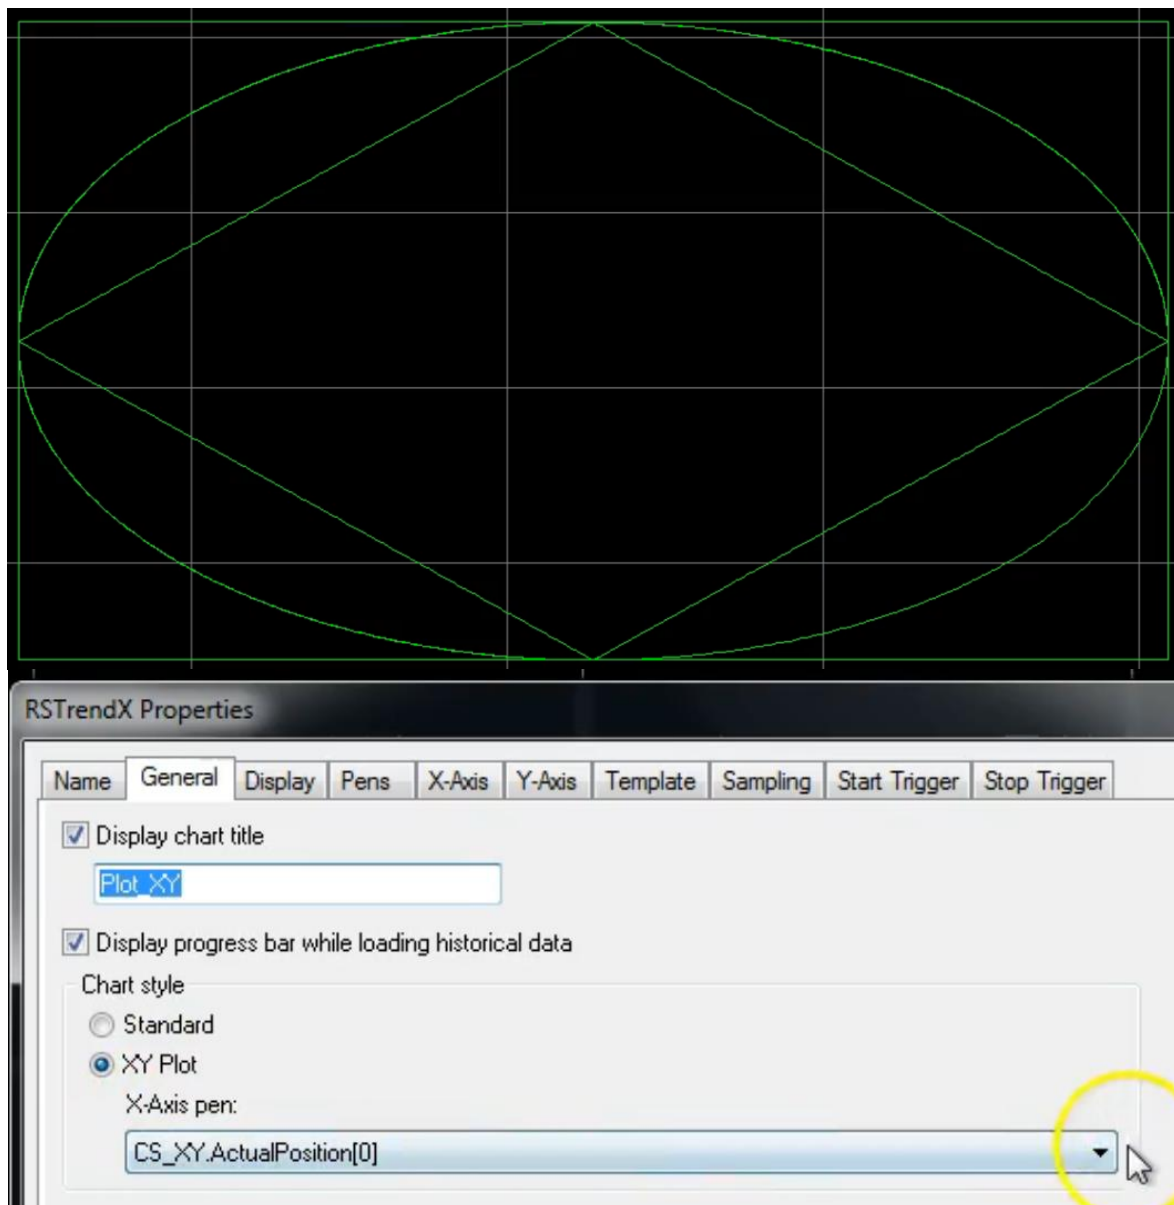 RSTrendX Properties
Name General Display Pens X-Axis Y-Axis Template Sampling Start Trigger Stop Trigger
Display chart title
Plot_XY
Display progress bar while loading historical data
Chart style
Standard
XY Plot
X-Axis pen:
CS_XY.ActualPosition[0]